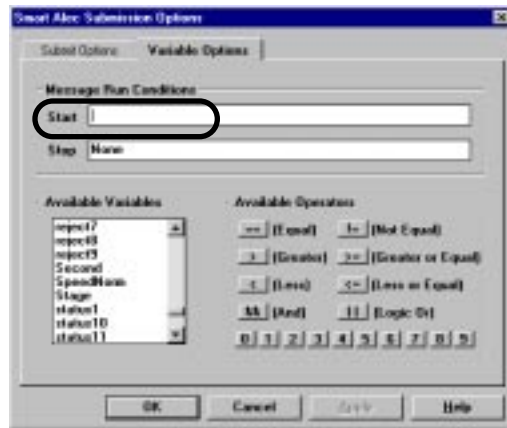 Smart Alec Submission Options
Submit Options Variable Options
Message Run Conditions
Start
Stop None
Available Variables
reject7
reject8
reject9
Second
SpeedNorm
Stage
status1
status10
status11
Available Operators
== (Equal) != (Not Equal)
> (Greater) >= (Greater or Equal)
< (Less) <= (Less or Equal)
&& (And) || (Logic Or)
0 1 2 3 4 5 6 7 8 9
OK Cancel Apply Help